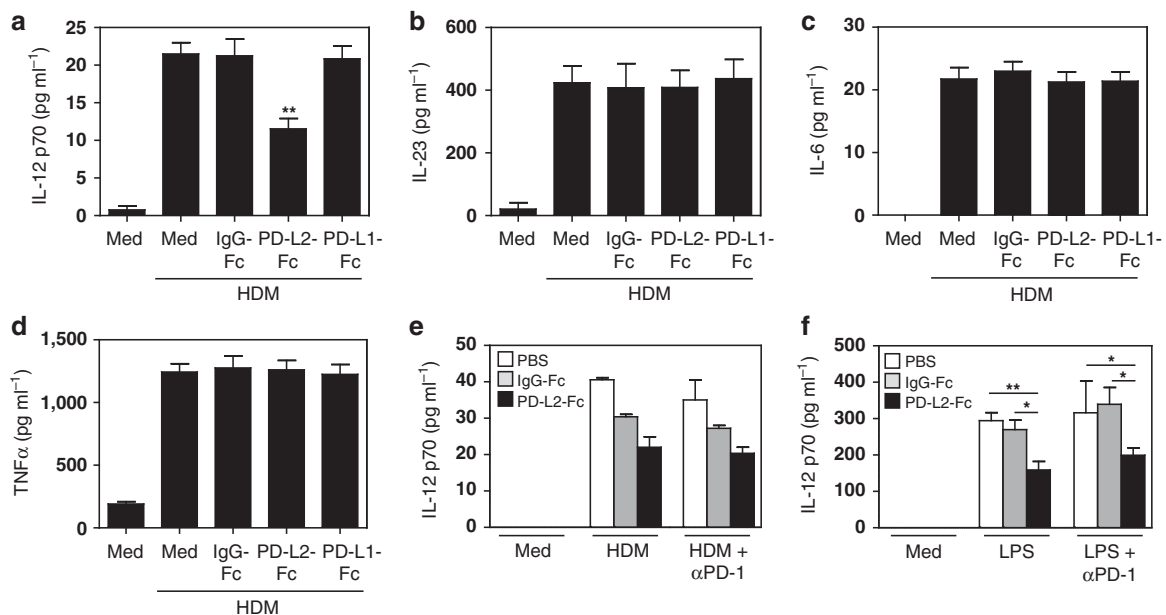 a
25
20
15
10
5
0
IL-12 p70 (pg ml⁻¹)
**
Med Med IgG- PD-L2- PD-L1-
Fc Fc Fc
HDM
b
600
400
200
0
IL-23 (pg ml⁻¹)
Med Med IgG- PD-L2- PD-L1-
Fc Fc Fc
HDM
c
30
20
10
0
IL-6 (pg ml⁻¹)
Med Med IgG- PD-L2- PD-L1-
Fc Fc Fc
HDM
d
1,500
1,000
500
0
TNFα (pg ml⁻¹)
Med Med IgG- PD-L2- PD-L1-
Fc Fc Fc
HDM
e
50
40
30
20
10
0
IL-12 p70 (pg ml⁻¹)
PBS
IgG-Fc
PD-L2-Fc
Med HDM HDM +
αPD-1
f
500
400
300
200
100
0
IL-12 p70 (pg ml⁻¹)
PBS
IgG-Fc
PD-L2-Fc
** *
* *
Med LPS LPS +
αPD-1